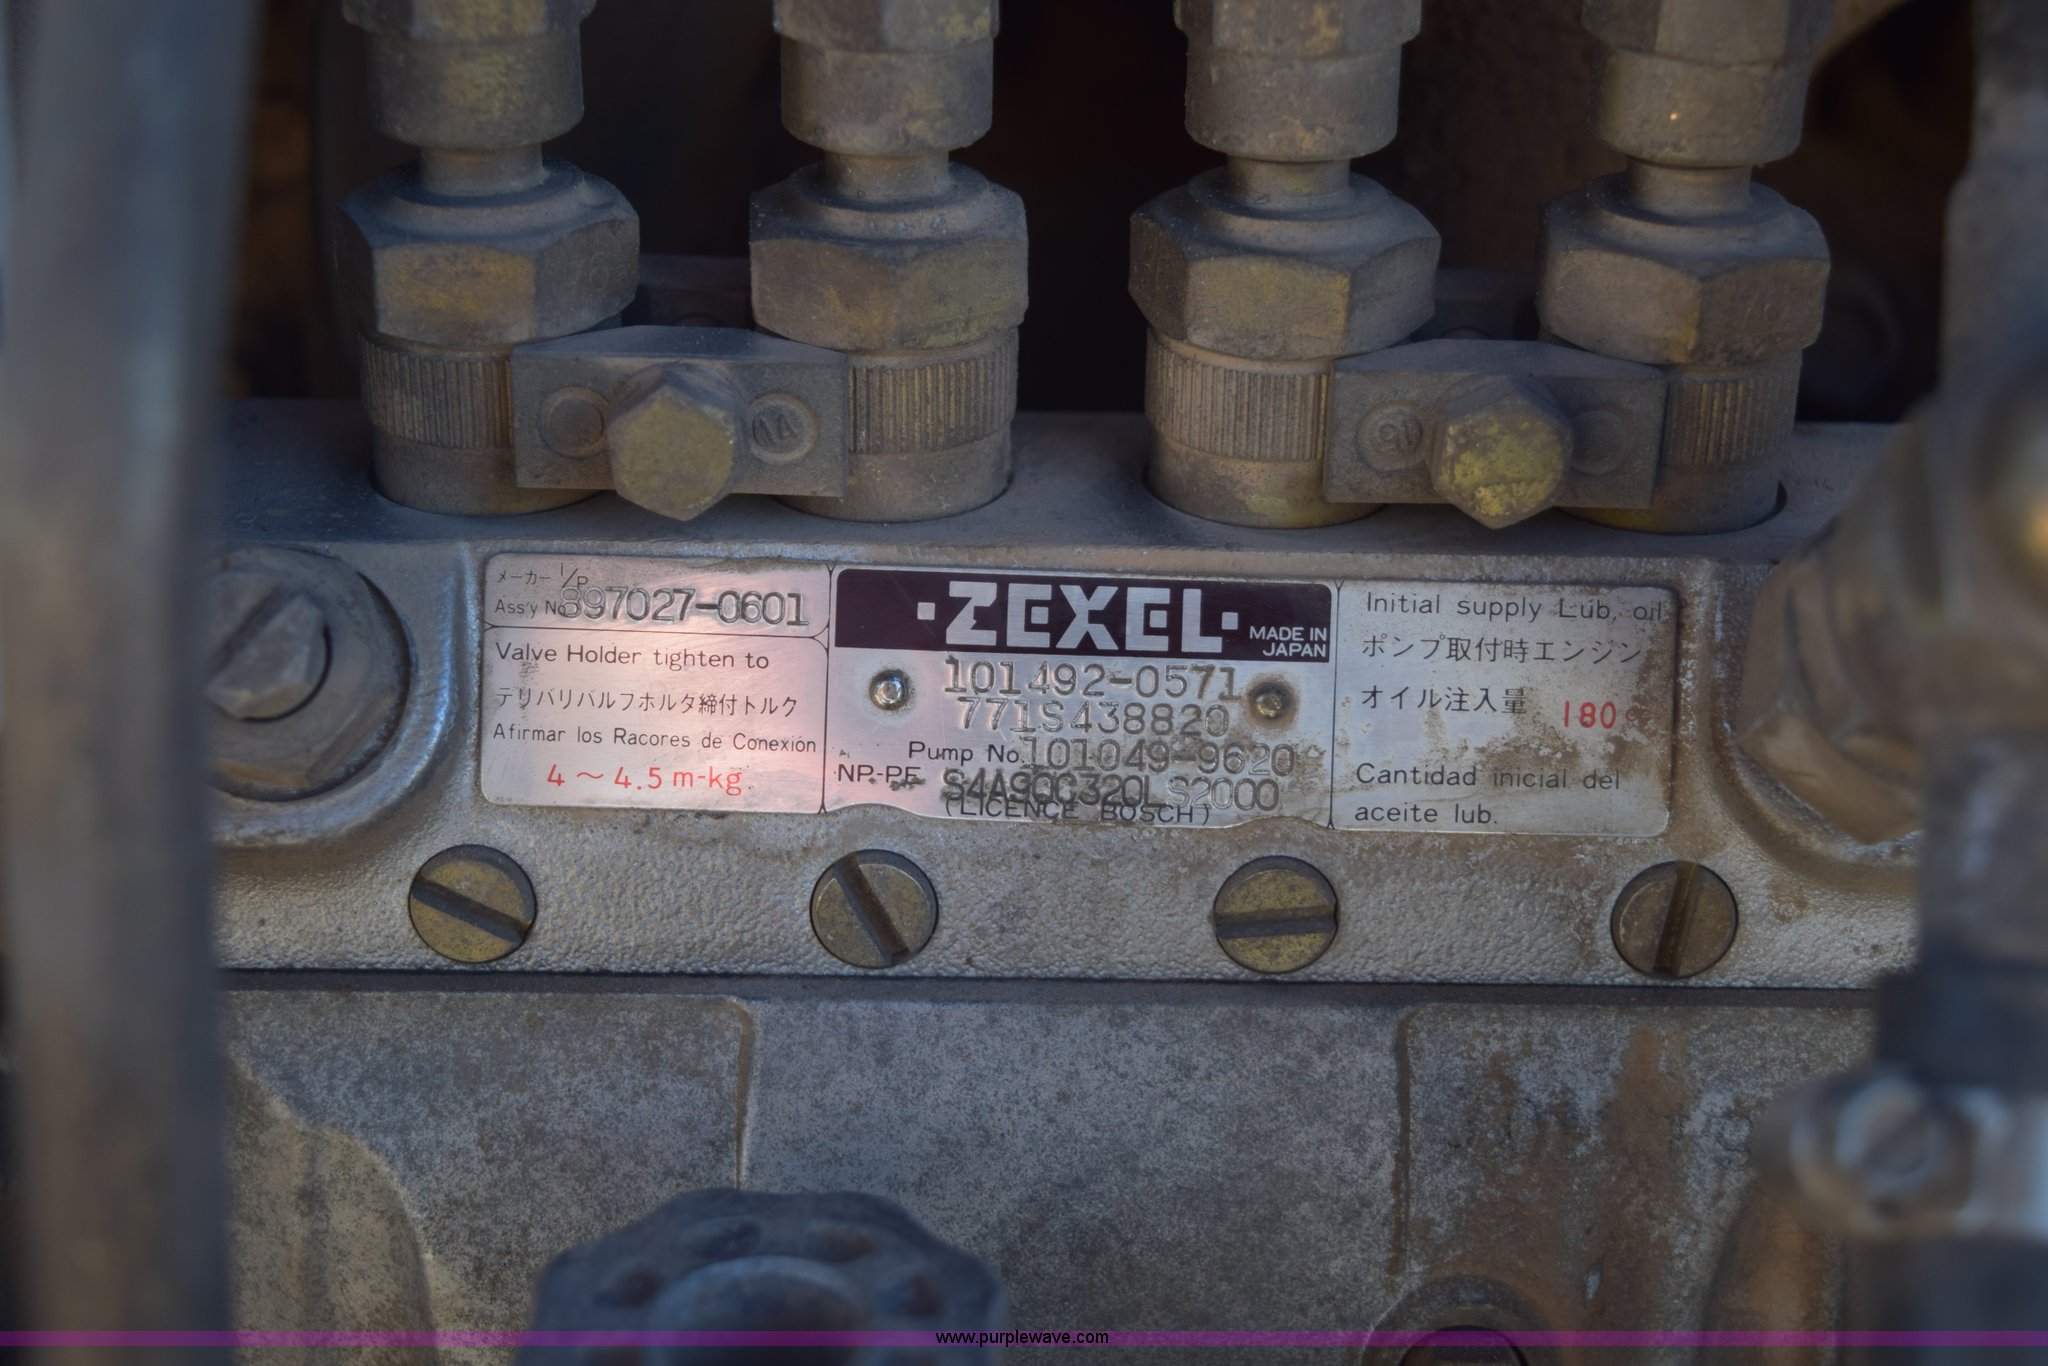 メーカー I/P
Ass'y No. 897027-0601
Valve Holder tighten to
デリバリバルブホルダ締付トルク
Afirmar los Racores de Conexión
4 ～ 4.5 m-kg
·ZEXEL·
MADE IN
JAPAN
101492-0571
771S438820
Pump No. 101049-9620
NP-PE S4A90C320LS2000
(LICENCE BOSCH)
Initial supply Lub, oil
ポンプ取付時エンジン
オイル注入量 180
Cantidad inicial del
aceite lub.
www.purplewave.com